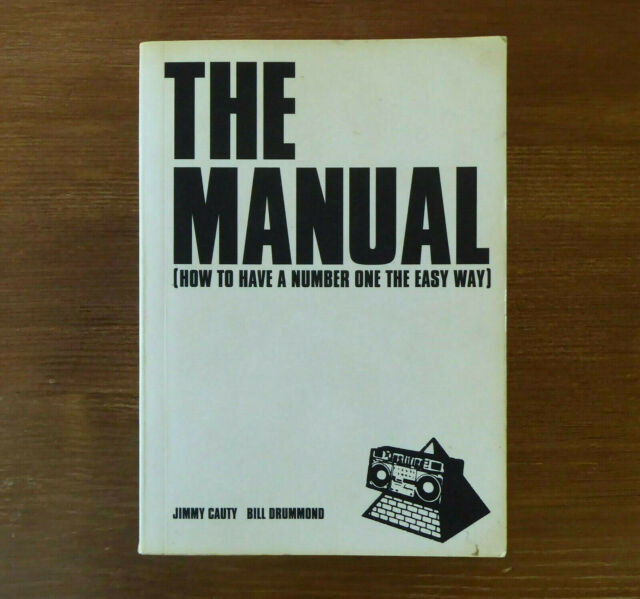 THE
MANUAL
(HOW TO HAVE A NUMBER ONE THE EASY WAY)
JIMMY CAUTY BILL DRUMMOND